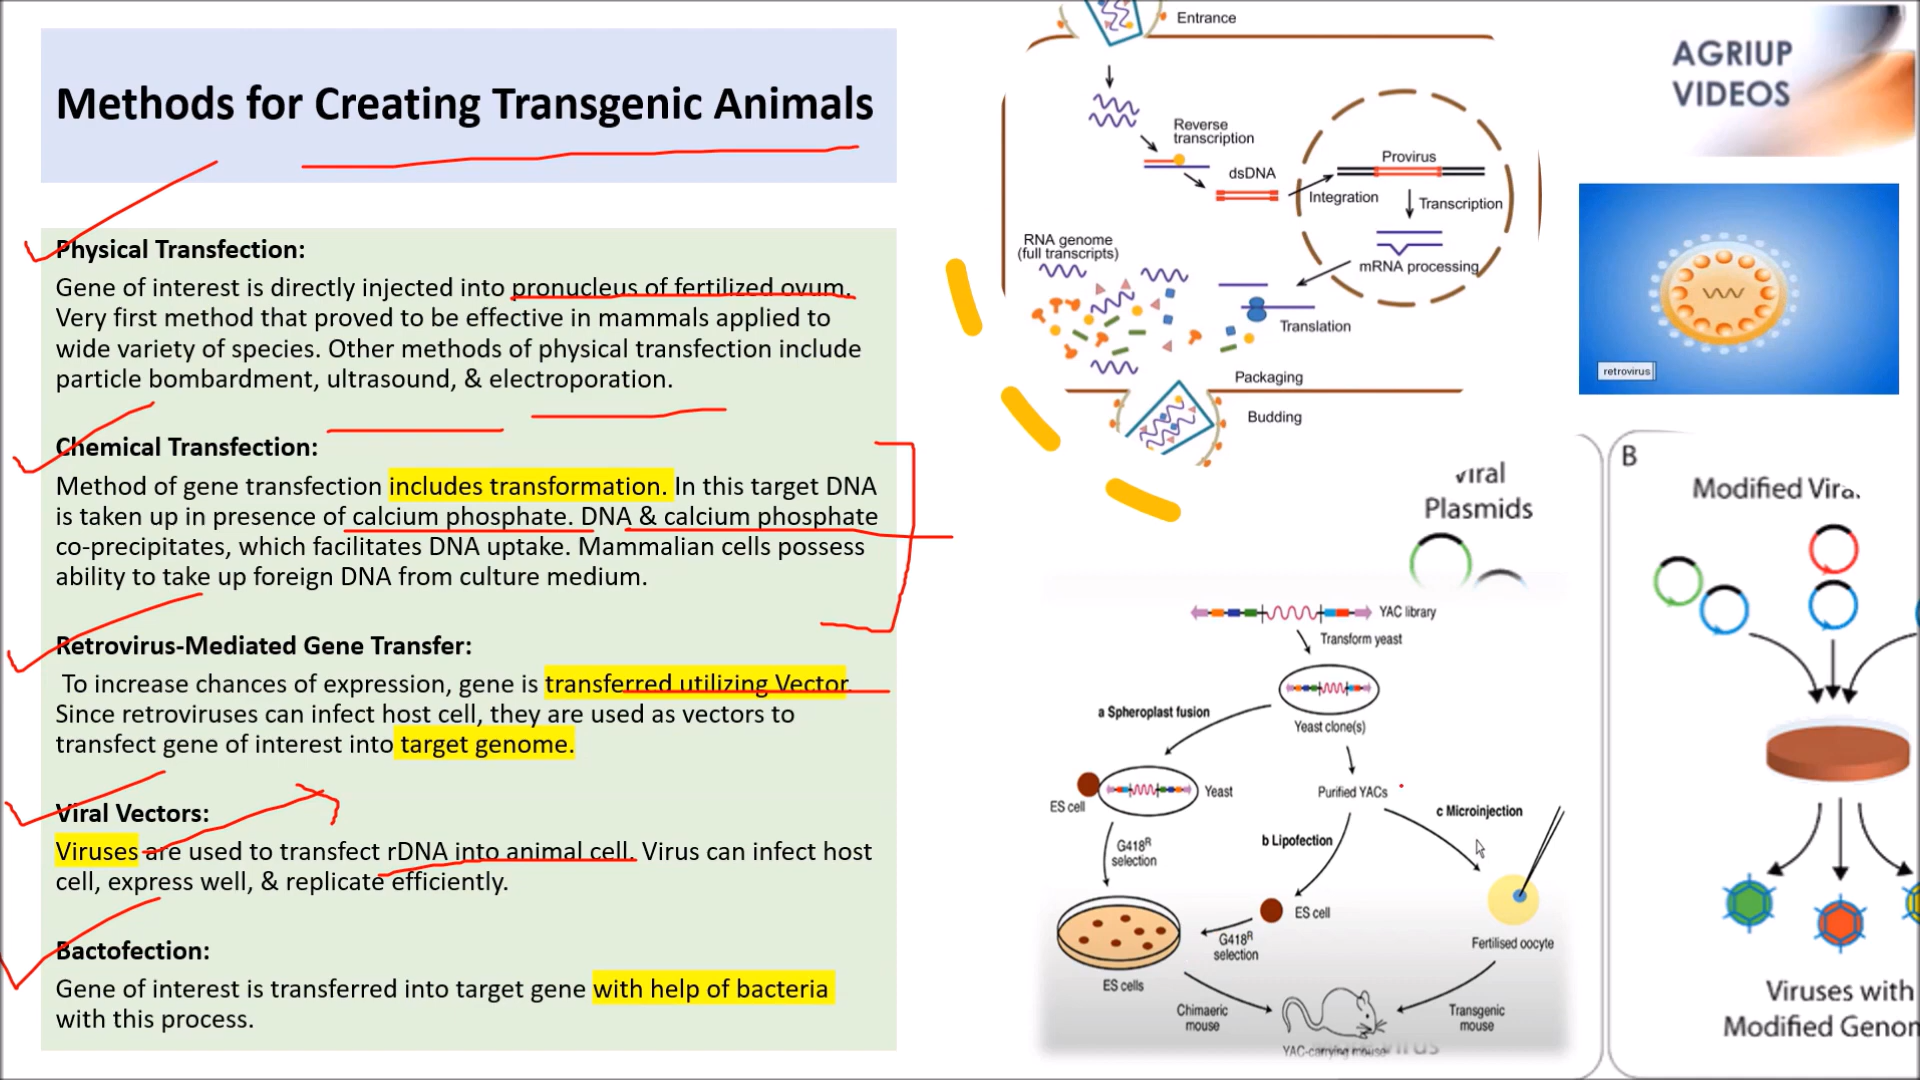 Methods for Creating Transgenic Animals
Physical Transfection:
Gene of interest is directly injected into pronucleus of fertilized ovum.
Very first method that proved to be effective in mammals applied to
wide variety of species. Other methods of physical transfection include
particle bombardment, ultrasound, & electroporation.
Chemical Transfection:
Method of gene transfection includes transformation. In this target DNA
is taken up in presence of calcium phosphate. DNA & calcium phosphate
co-precipitates, which facilitates DNA uptake. Mammalian cells possess
ability to take up foreign DNA from culture medium.
Retrovirus-Mediated Gene Transfer:
To increase chances of expression, gene is transferred utilizing Vector.
Since retroviruses can infect host cell, they are used as vectors to
transfect gene of interest into target genome.
Viral Vectors:
Viruses are used to transfect rDNA into animal cell. Virus can infect host
cell, express well, & replicate efficiently.
Bactofection:
Gene of interest is transferred into target gene with help of bacteria
with this process.
Entrance
Reverse
transcription
dsDNA
Provirus
Integration
Transcription
mRNA processing
RNA genome
(full transcripts)
Translation
Packaging
Budding
AGRIUP
VIDEOS
retrovirus
Viral
Plasmids
YAC library
Transform yeast
Yeast clone(s)
a Spheroplast fusion
ES cell
Yeast
Purified YACs
c Microinjection
b Lipofection
G418R
selection
ES cell
G418R
selection
Fertilised oocyte
ES cells
Chimaeric
mouse
Transgenic
mouse
YAC-carrying mouse
B
Modified Vira
Viruses with
Modified Genom